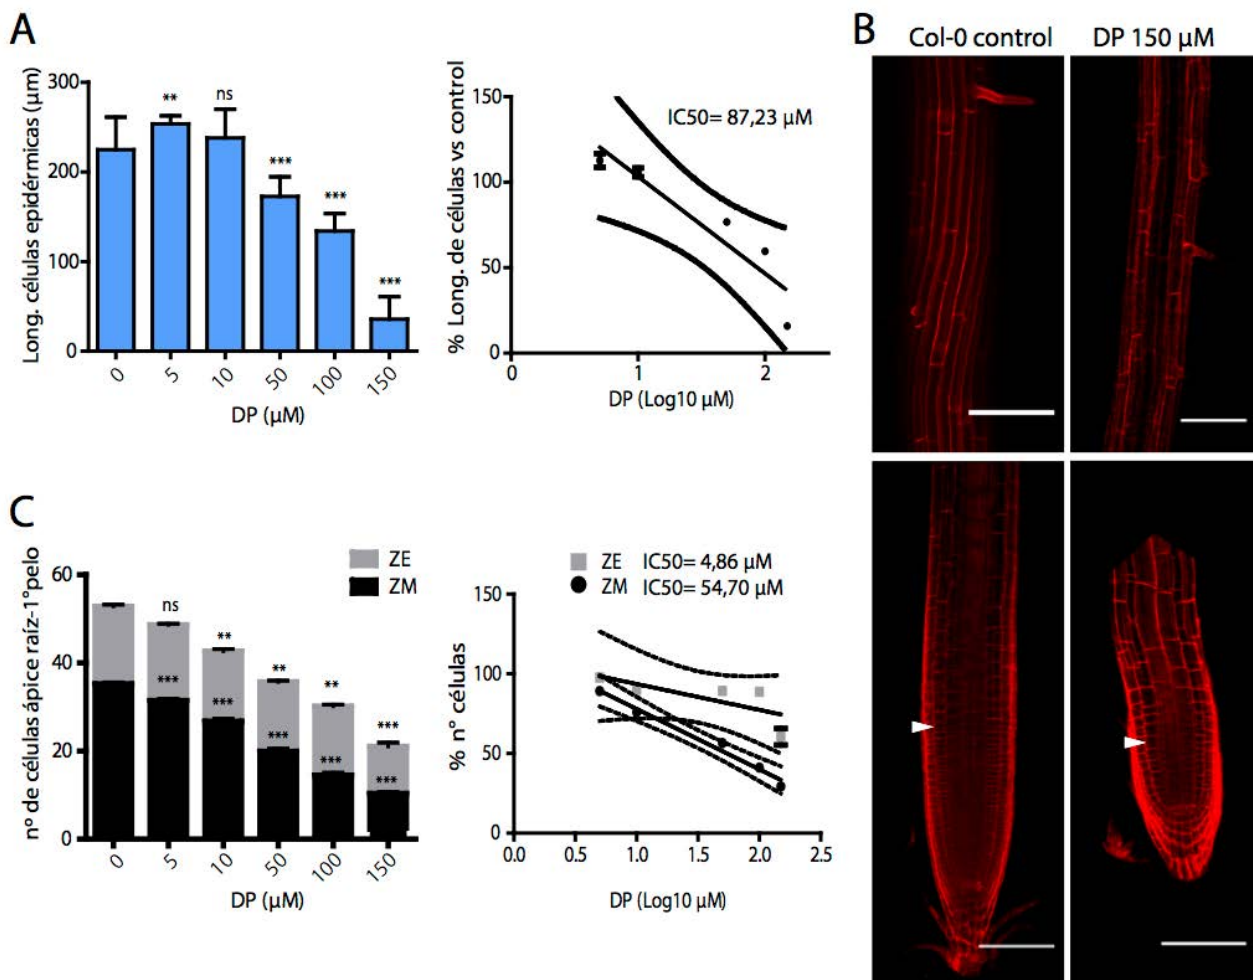 A
Long. células epidérmicas (μm)
300
200
100
0
**
ns
***
***
***
0
5
10
50
100
150
DP (μM)
% Long. de células vs control
150
100
50
0
IC50= 87,23 μM
0
1
2
DP (Log10 μM)
B
Col-0 control
DP 150 μM
C
nº de células ápice raíz-1°pelo
60
40
20
0
ZE
ZM
ns
**
**
**
***
***
***
***
***
***
0
5
10
50
100
150
DP (μM)
ZE IC50= 4,86 μM
ZM IC50= 54,70 μM
% n° células
150
100
50
0
0.0
0.5
1.0
1.5
2.0
2.5
DP (Log10 μM)